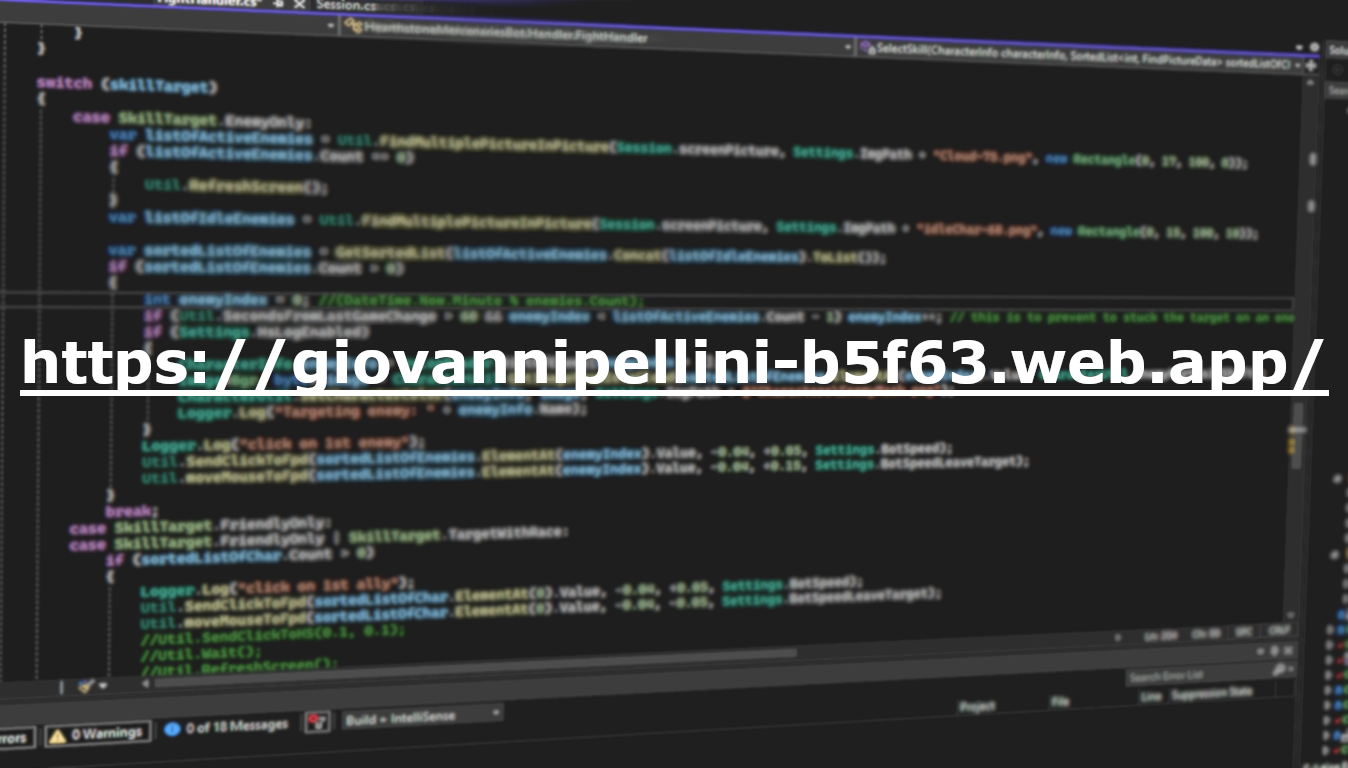 FightHandler.cs*
Session.cs
HearthstoneMercenariesBot.Handler.FightHandler
SelectSkill(CharacterInfo characterInfo, SortedList<int, FindPictureData> sortedListOfCl
}
}
switch (skillTarget)
{
case SkillTarget.EnemyOnly:
var listOfActiveEnemies = Util.FindMultiplePictureInPicture(Session.screenPicture, Settings.ImgPath + "Cloud-75.png", new Rectangle(0, 17, 100, 8));
if (listOfActiveEnemies.Count == 0)
{
Util.RefreshScreen();
}
var listOfIdleEnemies = Util.FindMultiplePictureInPicture(Session.screenPicture, Settings.ImgPath + "idleChar-68.png", new Rectangle(0, 15, 100, 10));
var sortedListOfEnemies = GetSortedList(listOfActiveEnemies.Concat(listOfIdleEnemies).ToList());
if (sortedListOfEnemies.Count > 0)
{
int enemyIndex = 0; //(DateTime.Now.Minute % enemies.Count);
if (Util.SecondsFromLastGameChange > 60 && enemyIndex < listOfActiveEnemies.Count - 1) enemyIndex++; // this is to prevent to stuck the target on an ene
if (Settings.HsLogEnabled)
https://giovannipellini-b5f63.web.app/
Logger.Log("Targeting enemy: " + enemyInfo.Name);
}
Logger.Log("click on 1st enemy");
Util.SendClickToFpd(sortedListOfEnemies.ElementAt(enemyIndex).Value, -0.04, +0.05, Settings.BotSpeed);
Util.moveMouseToFpd(sortedListOfEnemies.ElementAt(enemyIndex).Value, -0.04, +0.15, Settings.BotSpeedLeaveTarget);
}
break;
case SkillTarget.FriendlyOnly:
case SkillTarget.FriendlyOnly | SkillTarget.TargetWithRace:
if (sortedListOfChar.Count > 0)
{
Logger.Log("click on 1st ally");
Util.SendClickToFpd(sortedListOfChar.ElementAt(0).Value, -0.04, +0.05, Settings.BotSpeed);
Util.moveMouseToFpd(sortedListOfChar.ElementAt(0).Value, -0.04, -0.05, Settings.BotSpeedLeaveTarget);
//Util.SendClickToHS(0.1, 0.1);
//Util.Wait();
//Util.RefreshScreen();
Search Error List
rrors
0 Warnings
0 of 18 Messages
Build + IntelliSense
Project
File
Line
Suppression State